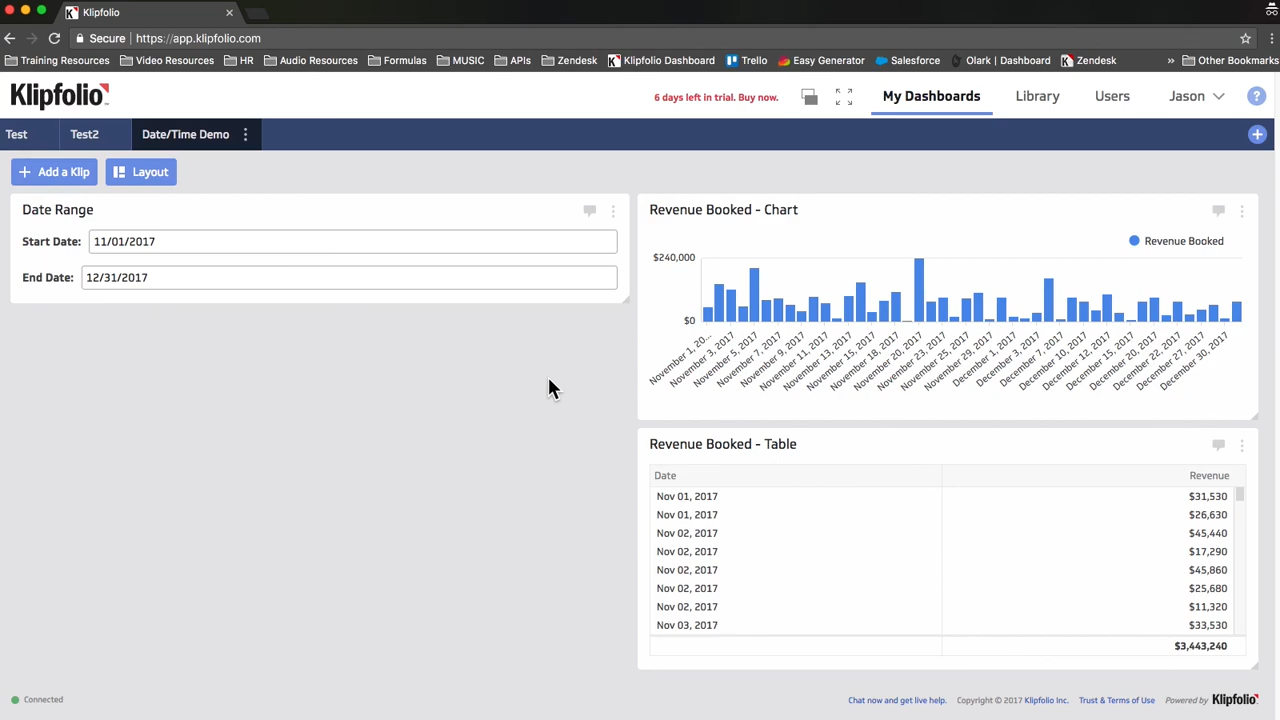 Klipfolio
Secure https://app.klipfolio.com
Training Resources Video Resources HR Audio Resources Formulas MUSIC APIs Zendesk Klipfolio Dashboard Trello Easy Generator Salesforce Olark | Dashboard Zendesk » Other Bookmarks
Klipfolio 6 days left in trial. Buy now. My Dashboards Library Users Jason ?
Test Test2 Date/Time Demo
Add a Klip Layout
Date Range
Start Date: 11/01/2017
End Date: 12/31/2017
Revenue Booked - Chart
Revenue Booked
$240,000
$0
November 1, 20...
November 3, 2017
November 5, 2017
November 7, 2017
November 9, 2017
November 11, 2017
November 13, 2017
November 15, 2017
November 18, 2017
November 20, 2017
November 23, 2017
November 25, 2017
November 29, 2017
December 1, 2017
December 3, 2017
December 7, 2017
December 10, 2017
December 12, 2017
December 15, 2017
December 20, 2017
December 22, 2017
December 27, 2017
December 30, 2017
Revenue Booked - Table
Date Revenue
Nov 01, 2017 $31,530
Nov 01, 2017 $26,630
Nov 02, 2017 $45,440
Nov 02, 2017 $17,290
Nov 02, 2017 $45,860
Nov 02, 2017 $25,680
Nov 02, 2017 $11,320
Nov 03, 2017 $33,530
$3,443,240
Connected
Chat now and get live help. Copyright © 2017 Klipfolio Inc. Trust & Terms of Use Powered by Klipfolio